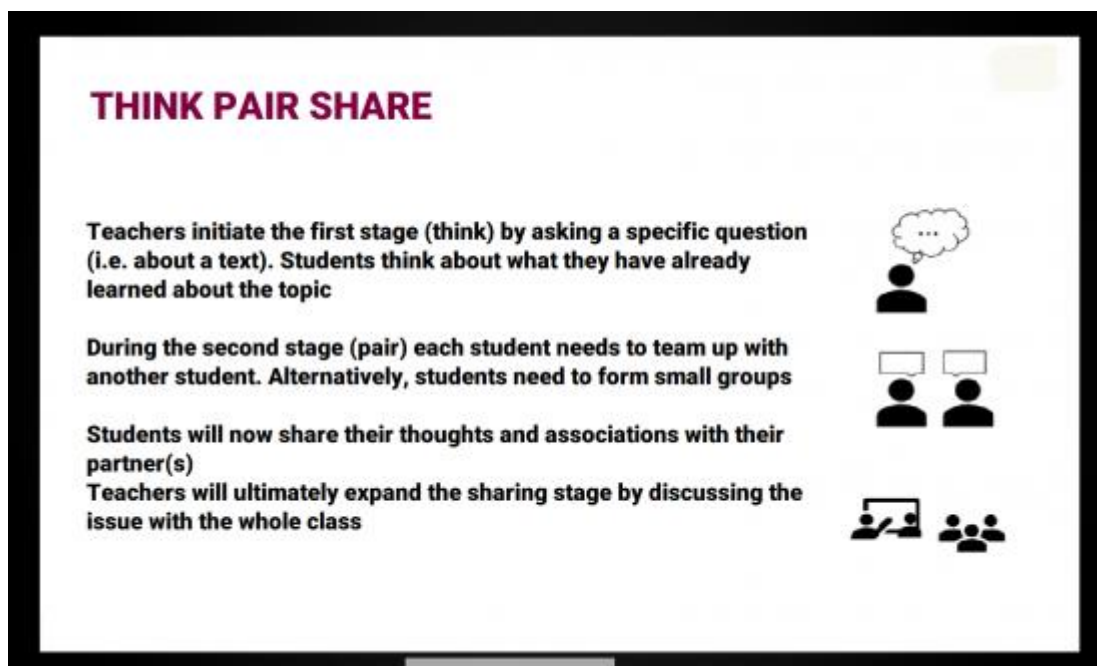 THINK PAIR SHARE
Teachers initiate the first stage (think) by asking a specific question
(i.e. about a text). Students think about what they have already
learned about the topic
During the second stage (pair) each student needs to team up with
another student. Alternatively, students need to form small groups
Students will now share their thoughts and associations with their
partner(s)
Teachers will ultimately expand the sharing stage by discussing the
issue with the whole class